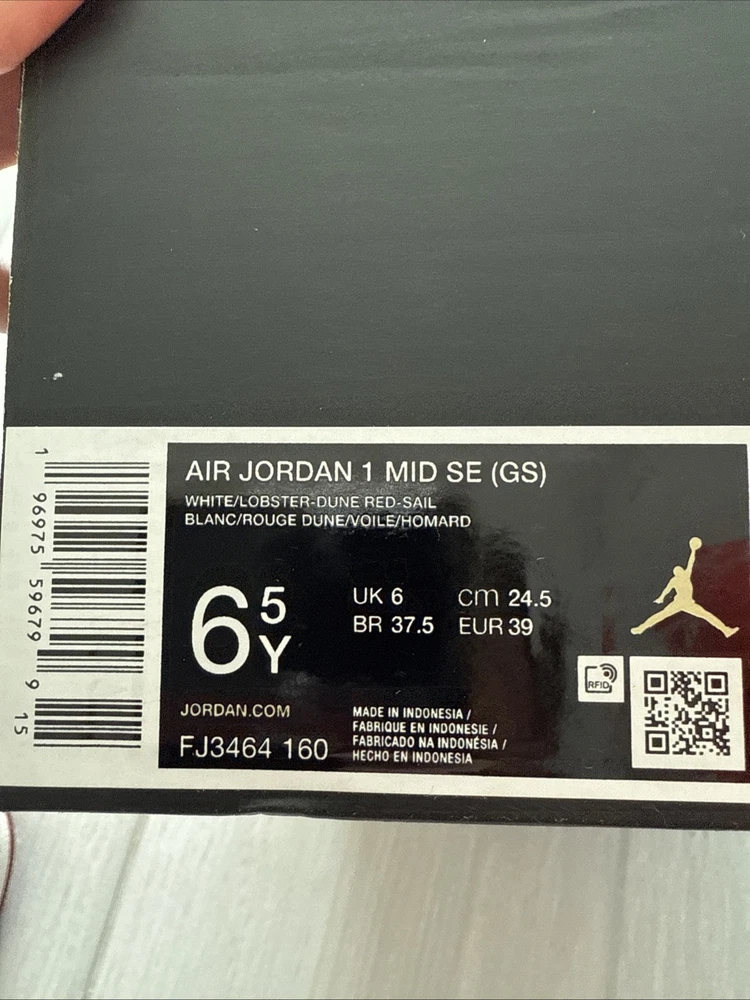 AIR JORDAN 1 MID SE (GS)
WHITE/LOBSTER-DUNE RED-SAIL
BLANC/ROUGE DUNE/VOILE/HOMARD
6 5 Y
UK 6 cm 24.5
BR 37.5 EUR 39
RFID
JORDAN.COM
FJ3464 160
MADE IN INDONESIA /
FABRIQUE EN INDONESIE /
FABRICADO NA INDONÉSIA /
HECHO EN INDONESIA
1 96975 59679 9 15